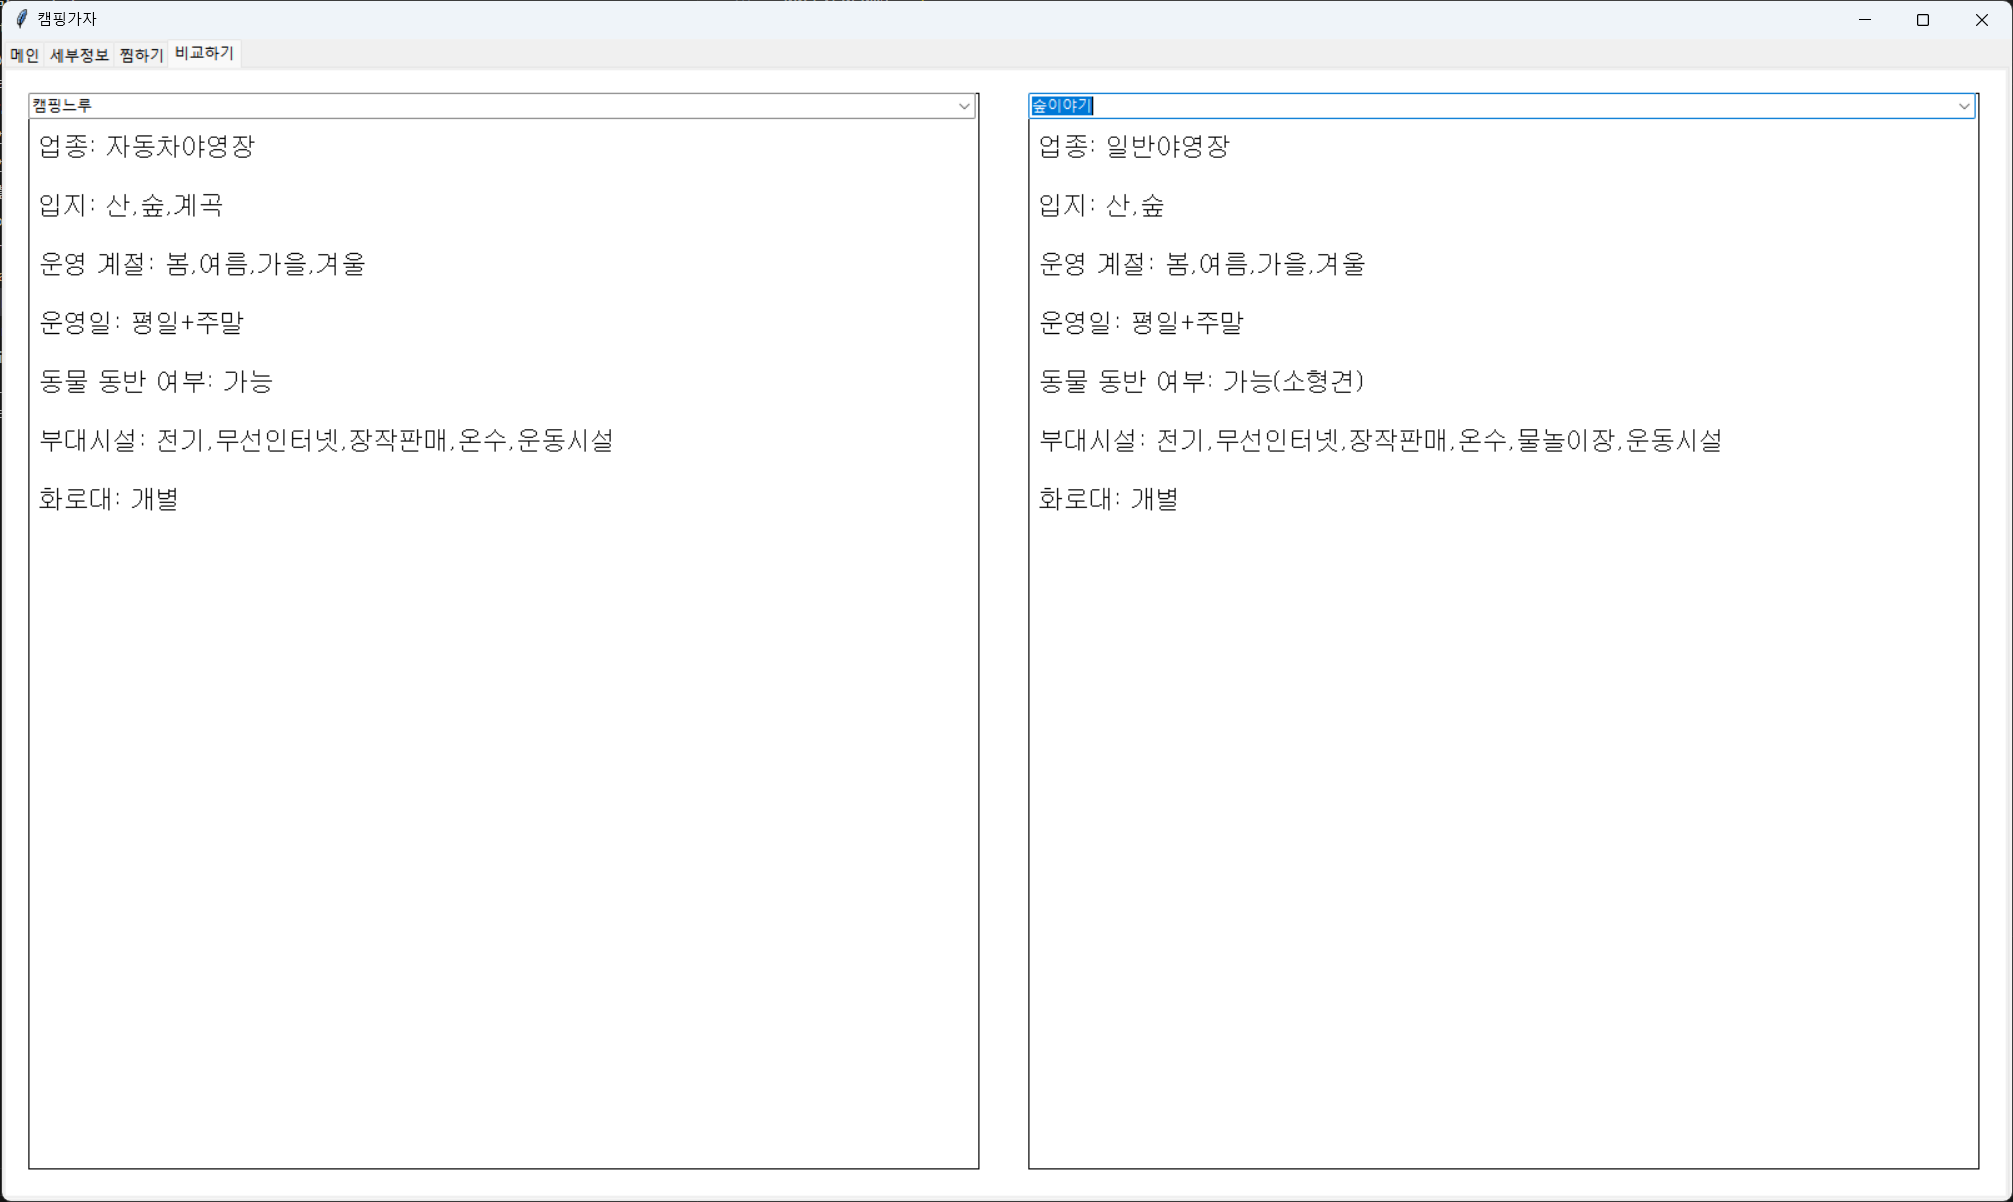 캠핑가자
메인 세부정보 찜하기 비교하기
캠핑느루
업종: 자동차야영장
입지: 산,숲,계곡
운영 계절: 봄,여름,가을,겨울
운영일: 평일+주말
동물 동반 여부: 가능
부대시설: 전기,무선인터넷,장작판매,온수,운동시설
화로대: 개별
숲이야기
업종: 일반야영장
입지: 산,숲
운영 계절: 봄,여름,가을,겨울
운영일: 평일+주말
동물 동반 여부: 가능(소형견)
부대시설: 전기,무선인터넷,장작판매,온수,물놀이장,운동시설
화로대: 개별